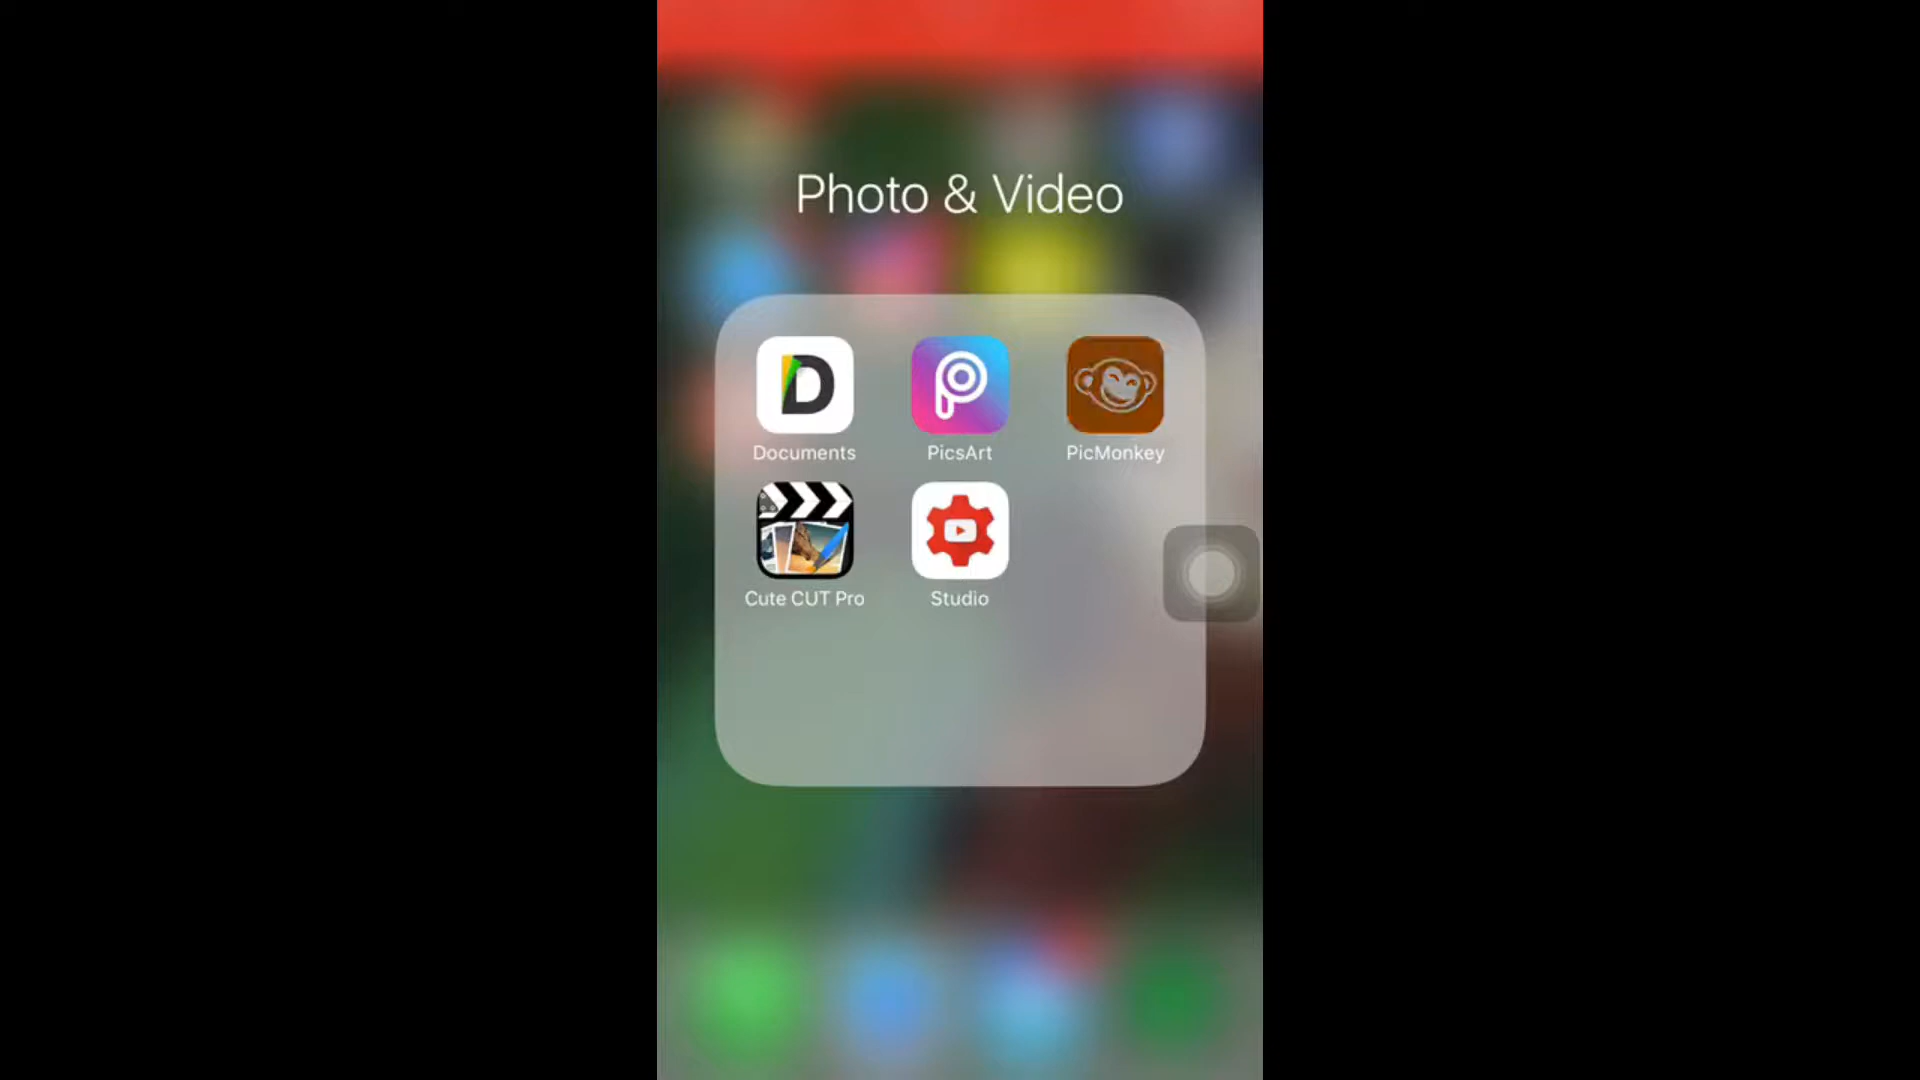 Photo & Video
Documents
PicsArt
PicMonkey
Cute CUT Pro
Studio